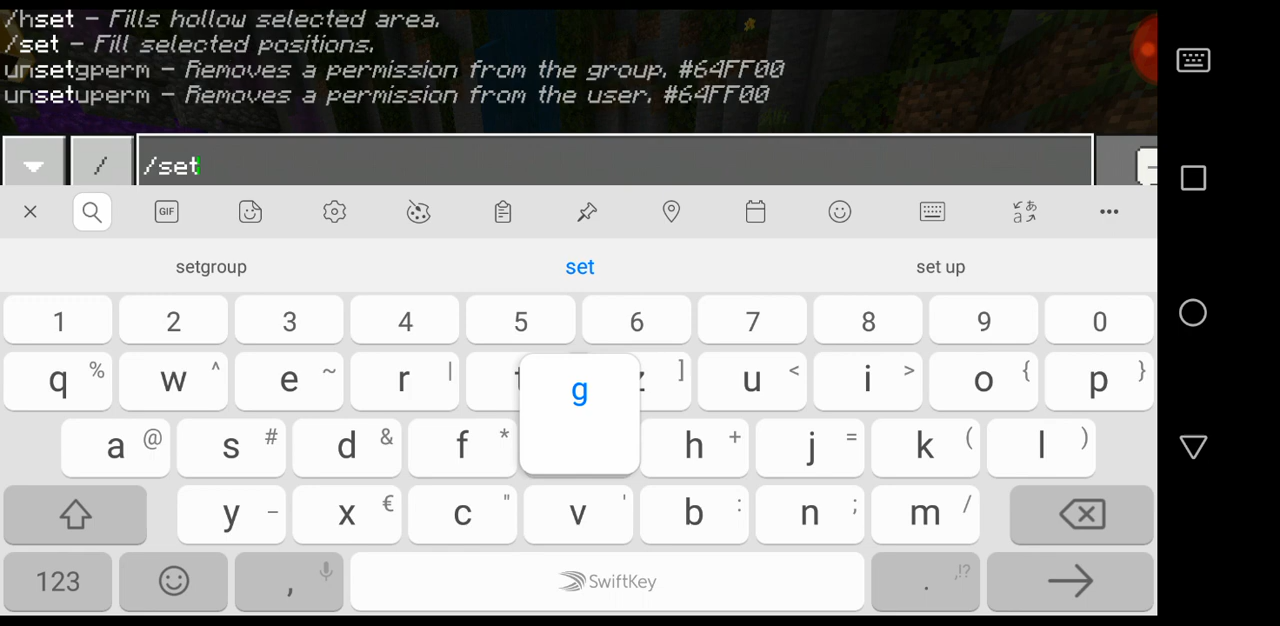 /hset – Fills hollow selected area.
/set – Fill selected positions.
unsetgperm – Removes a permission from the group. #64FF00
unsetuperm – Removes a permission from the user. #64FF00
/ /set
GIF あ a
setgroup set set up
1 2 3 4 5 6 7 8 9 0
q % w ^ e ~ r | t g z ] u < i > o { p }
a @ s # d & f * h + j = k ( l )
y – x € c " v ' b : n ; m /
123 , SwiftKey . ,!?